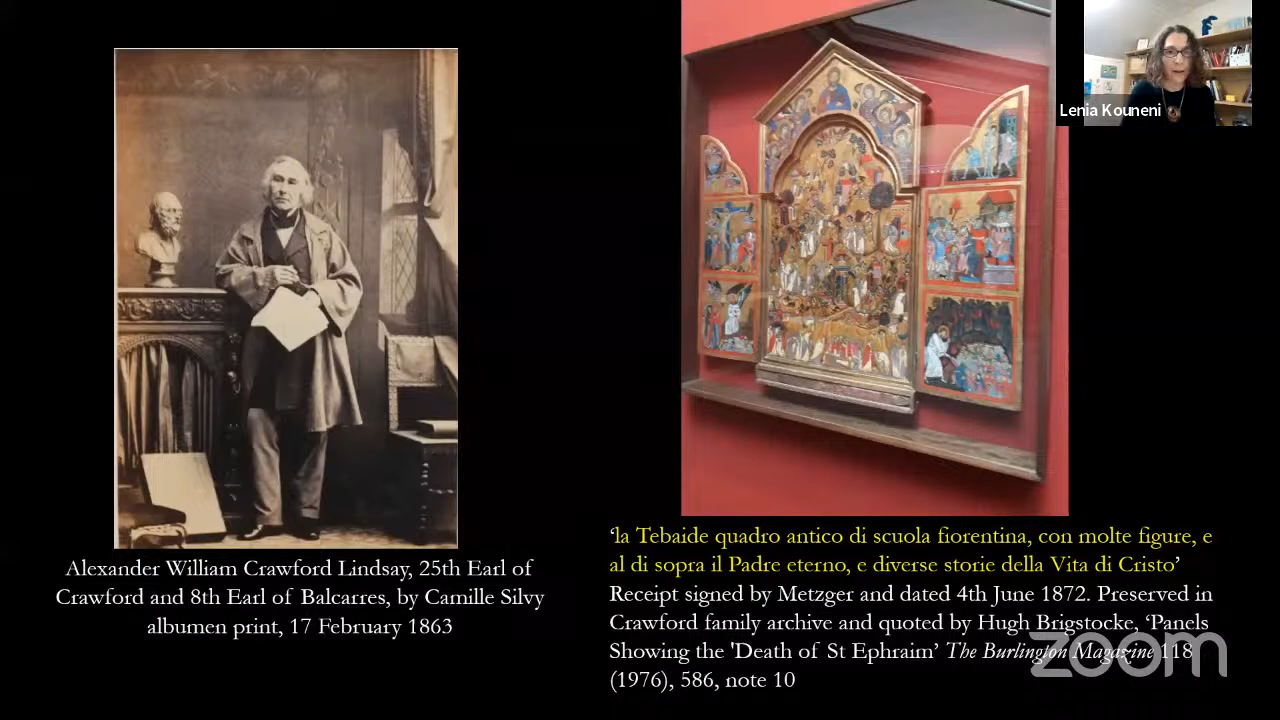 Lenia Kouneni
Alexander William Crawford Lindsay, 25th Earl of
Crawford and 8th Earl of Balcarres, by Camille Silvy
albumen print, 17 February 1863
‘la Tebaide quadro antico di scuola fiorentina, con molte figure, e
al di sopra il Padre eterno, e diverse storie della Vita di Cristo’
Receipt signed by Metzger and dated 4th June 1872. Preserved in
Crawford family archive and quoted by Hugh Brigstocke, ‘Panels
Showing the 'Death of St Ephraim’ The Burlington Magazine 118
(1976), 586, note 10
zoom